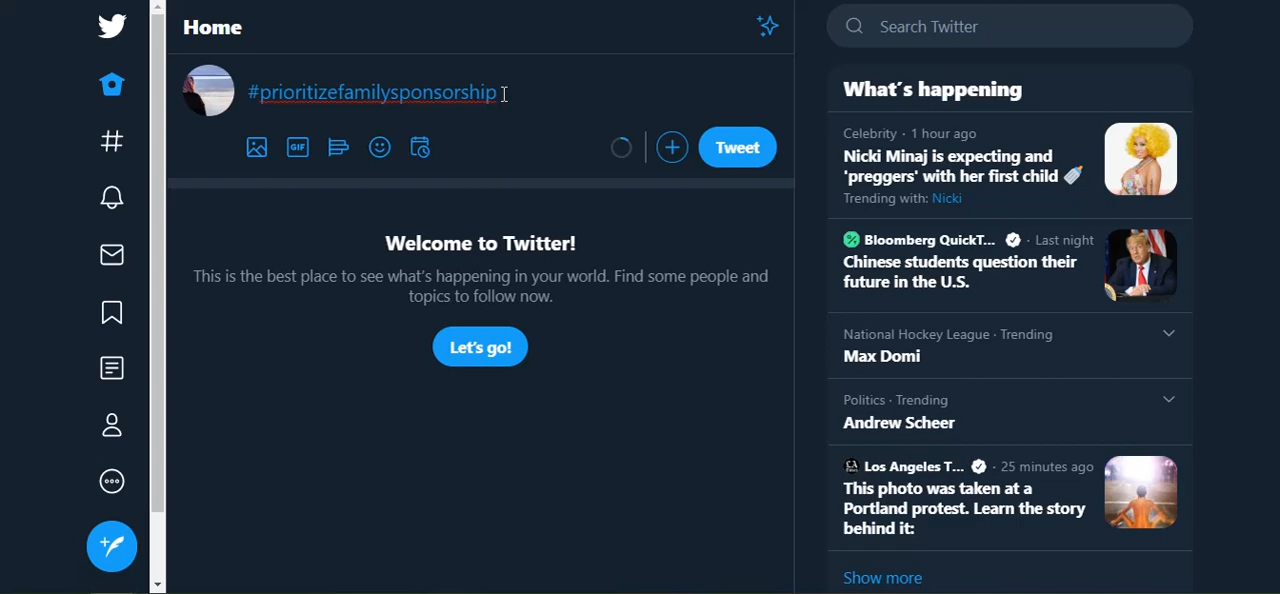 Home
#prioritizefamilysponsorship
GIF
Tweet
Welcome to Twitter!
This is the best place to see what's happening in your world. Find some people and
topics to follow now.
Let's go!
Search Twitter
What's happening
Celebrity · 1 hour ago
Nicki Minaj is expecting and
'preggers' with her first child
Trending with: Nicki
Bloomberg QuickT... · Last night
Chinese students question their
future in the U.S.
National Hockey League · Trending
Max Domi
Politics · Trending
Andrew Scheer
Los Angeles T... · 25 minutes ago
This photo was taken at a
Portland protest. Learn the story
behind it:
Show more